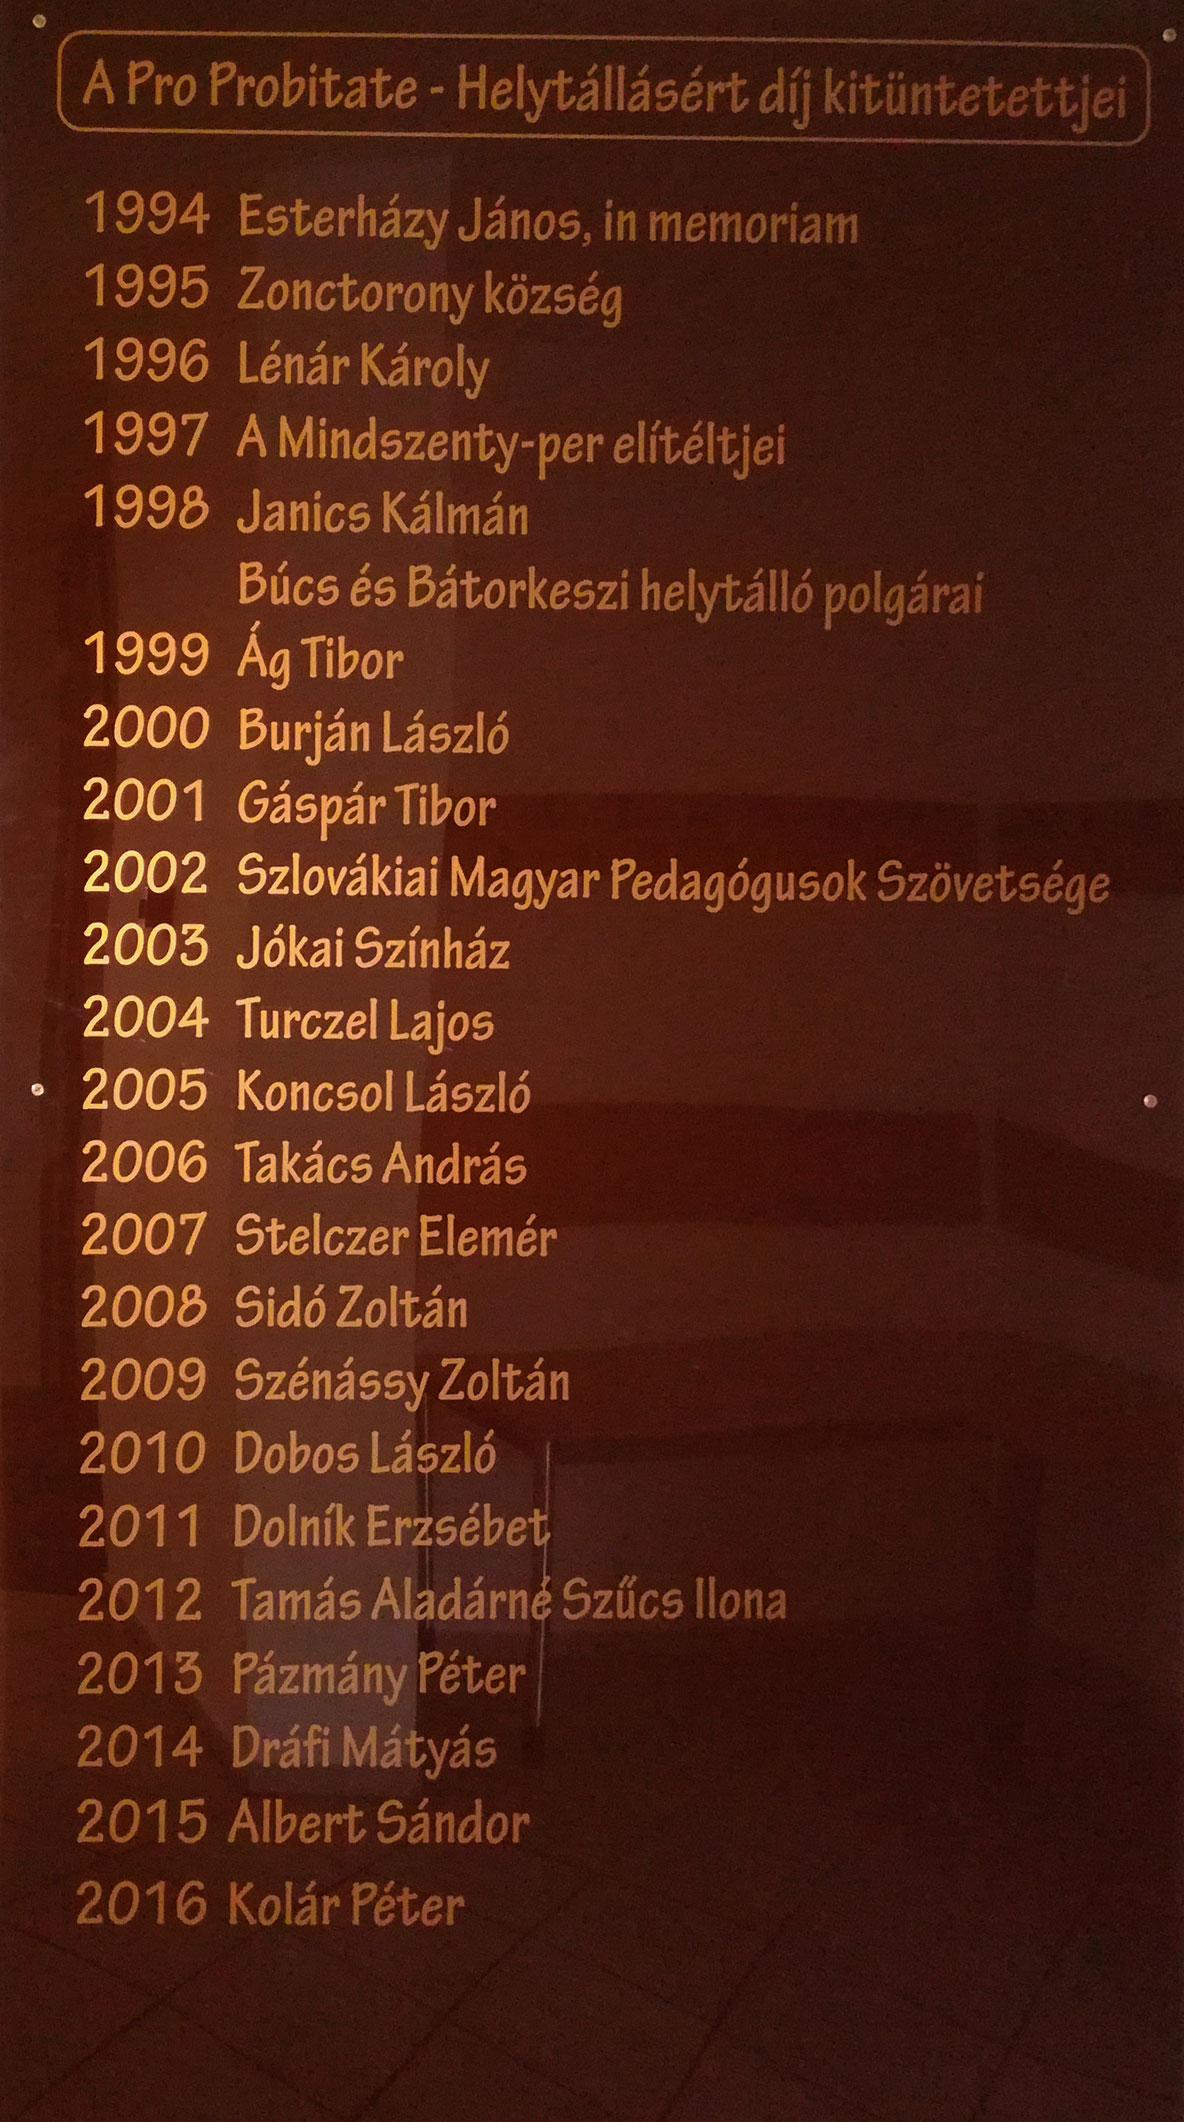 A Pro Probitate - Helytállásért díj kitüntetettjei
1994 Esterházy János, in memoriam
1995 Zonctorony község
1996 Lénár Károly
1997 A Mindszenty-per elítéltjei
1998 Janics Kálmán
Búcs és Bátorkeszi helytálló polgárai
1999 Ág Tibor
2000 Burján László
2001 Gáspár Tibor
2002 Szlovákiai Magyar Pedagógusok Szövetsége
2003 Jókai Színház
2004 Turczel Lajos
2005 Koncsol László
2006 Takács András
2007 Stelczer Elemér
2008 Sidó Zoltán
2009 Szénássy Zoltán
2010 Dobos László
2011 Dolník Erzsébet
2012 Tamás Aladárné Szűcs Ilona
2013 Pázmány Péter
2014 Dráfi Mátyás
2015 Albert Sándor
2016 Kolár Péter